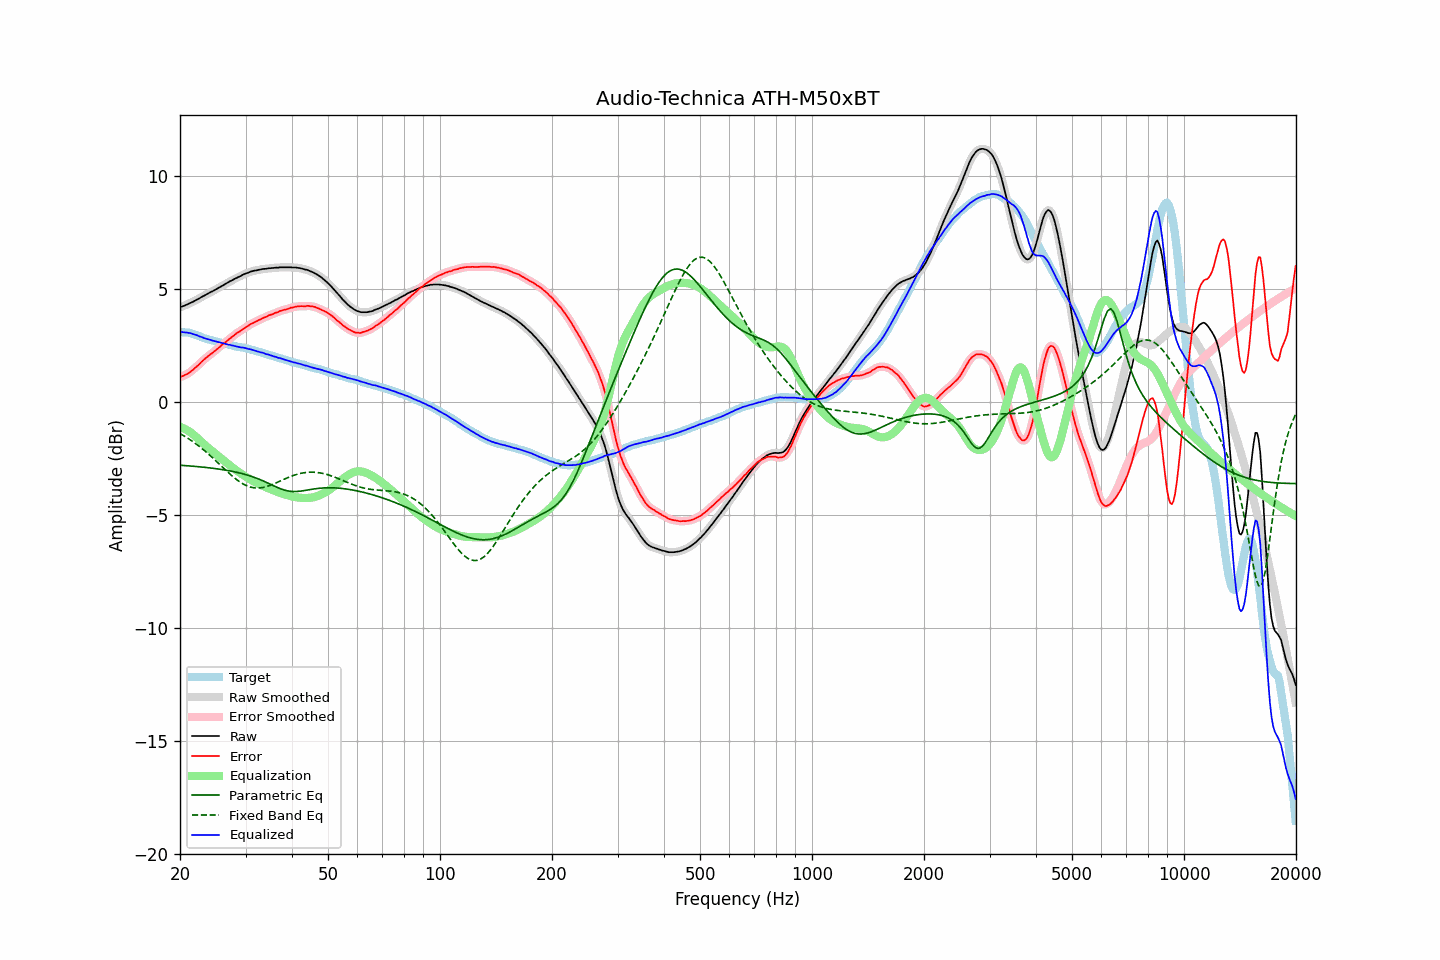 Audio-Technica ATH-M50xBT
Amplitude (dBr)
10
5
0
−5
−10
−15
−20
Target
Raw Smoothed
Error Smoothed
Raw
Error
Equalization
Parametric Eq
Fixed Band Eq
Equalized
20 50 100 200 500 1000 2000 5000 10000 20000
Frequency (Hz)